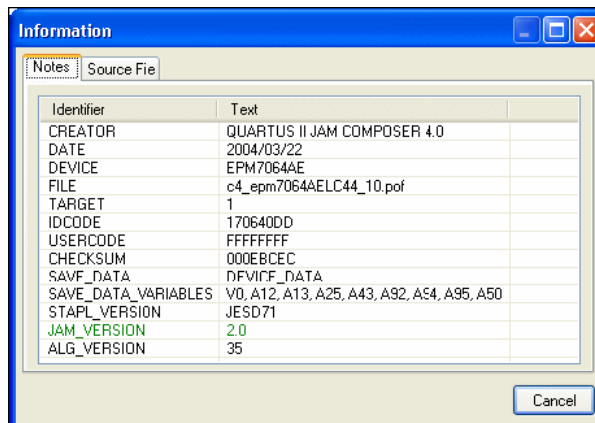 Information
Notes Source Fie
Identifier Text
CREATOR QUARTUS II JAM COMPOSER 4.0
DATE 2004/03/22
DEVICE EPM7064AE
FILE c4_epm7064AELC44_10.pof
TARGET 1
IDCODE 170640DD
USERCODE FFFFFFFF
CHECKSUM 000EBCEC
SAVE_DATA DEVICE_DATA
SAVE_DATA_VARIABLES V0, A12, A13, A25, A43, A92, A94, A95, A50
STAPL_VERSION JESD71
JAM_VERSION 2.0
ALG_VERSION 35
Cancel